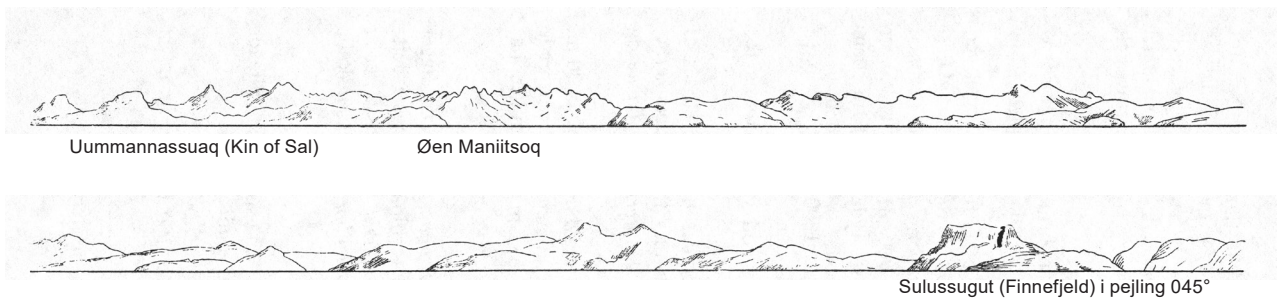 Uummannassuaq (Kin of Sal) Øen Maniitsoq
Sulussugut (Finnefjeld) i pejling 045°